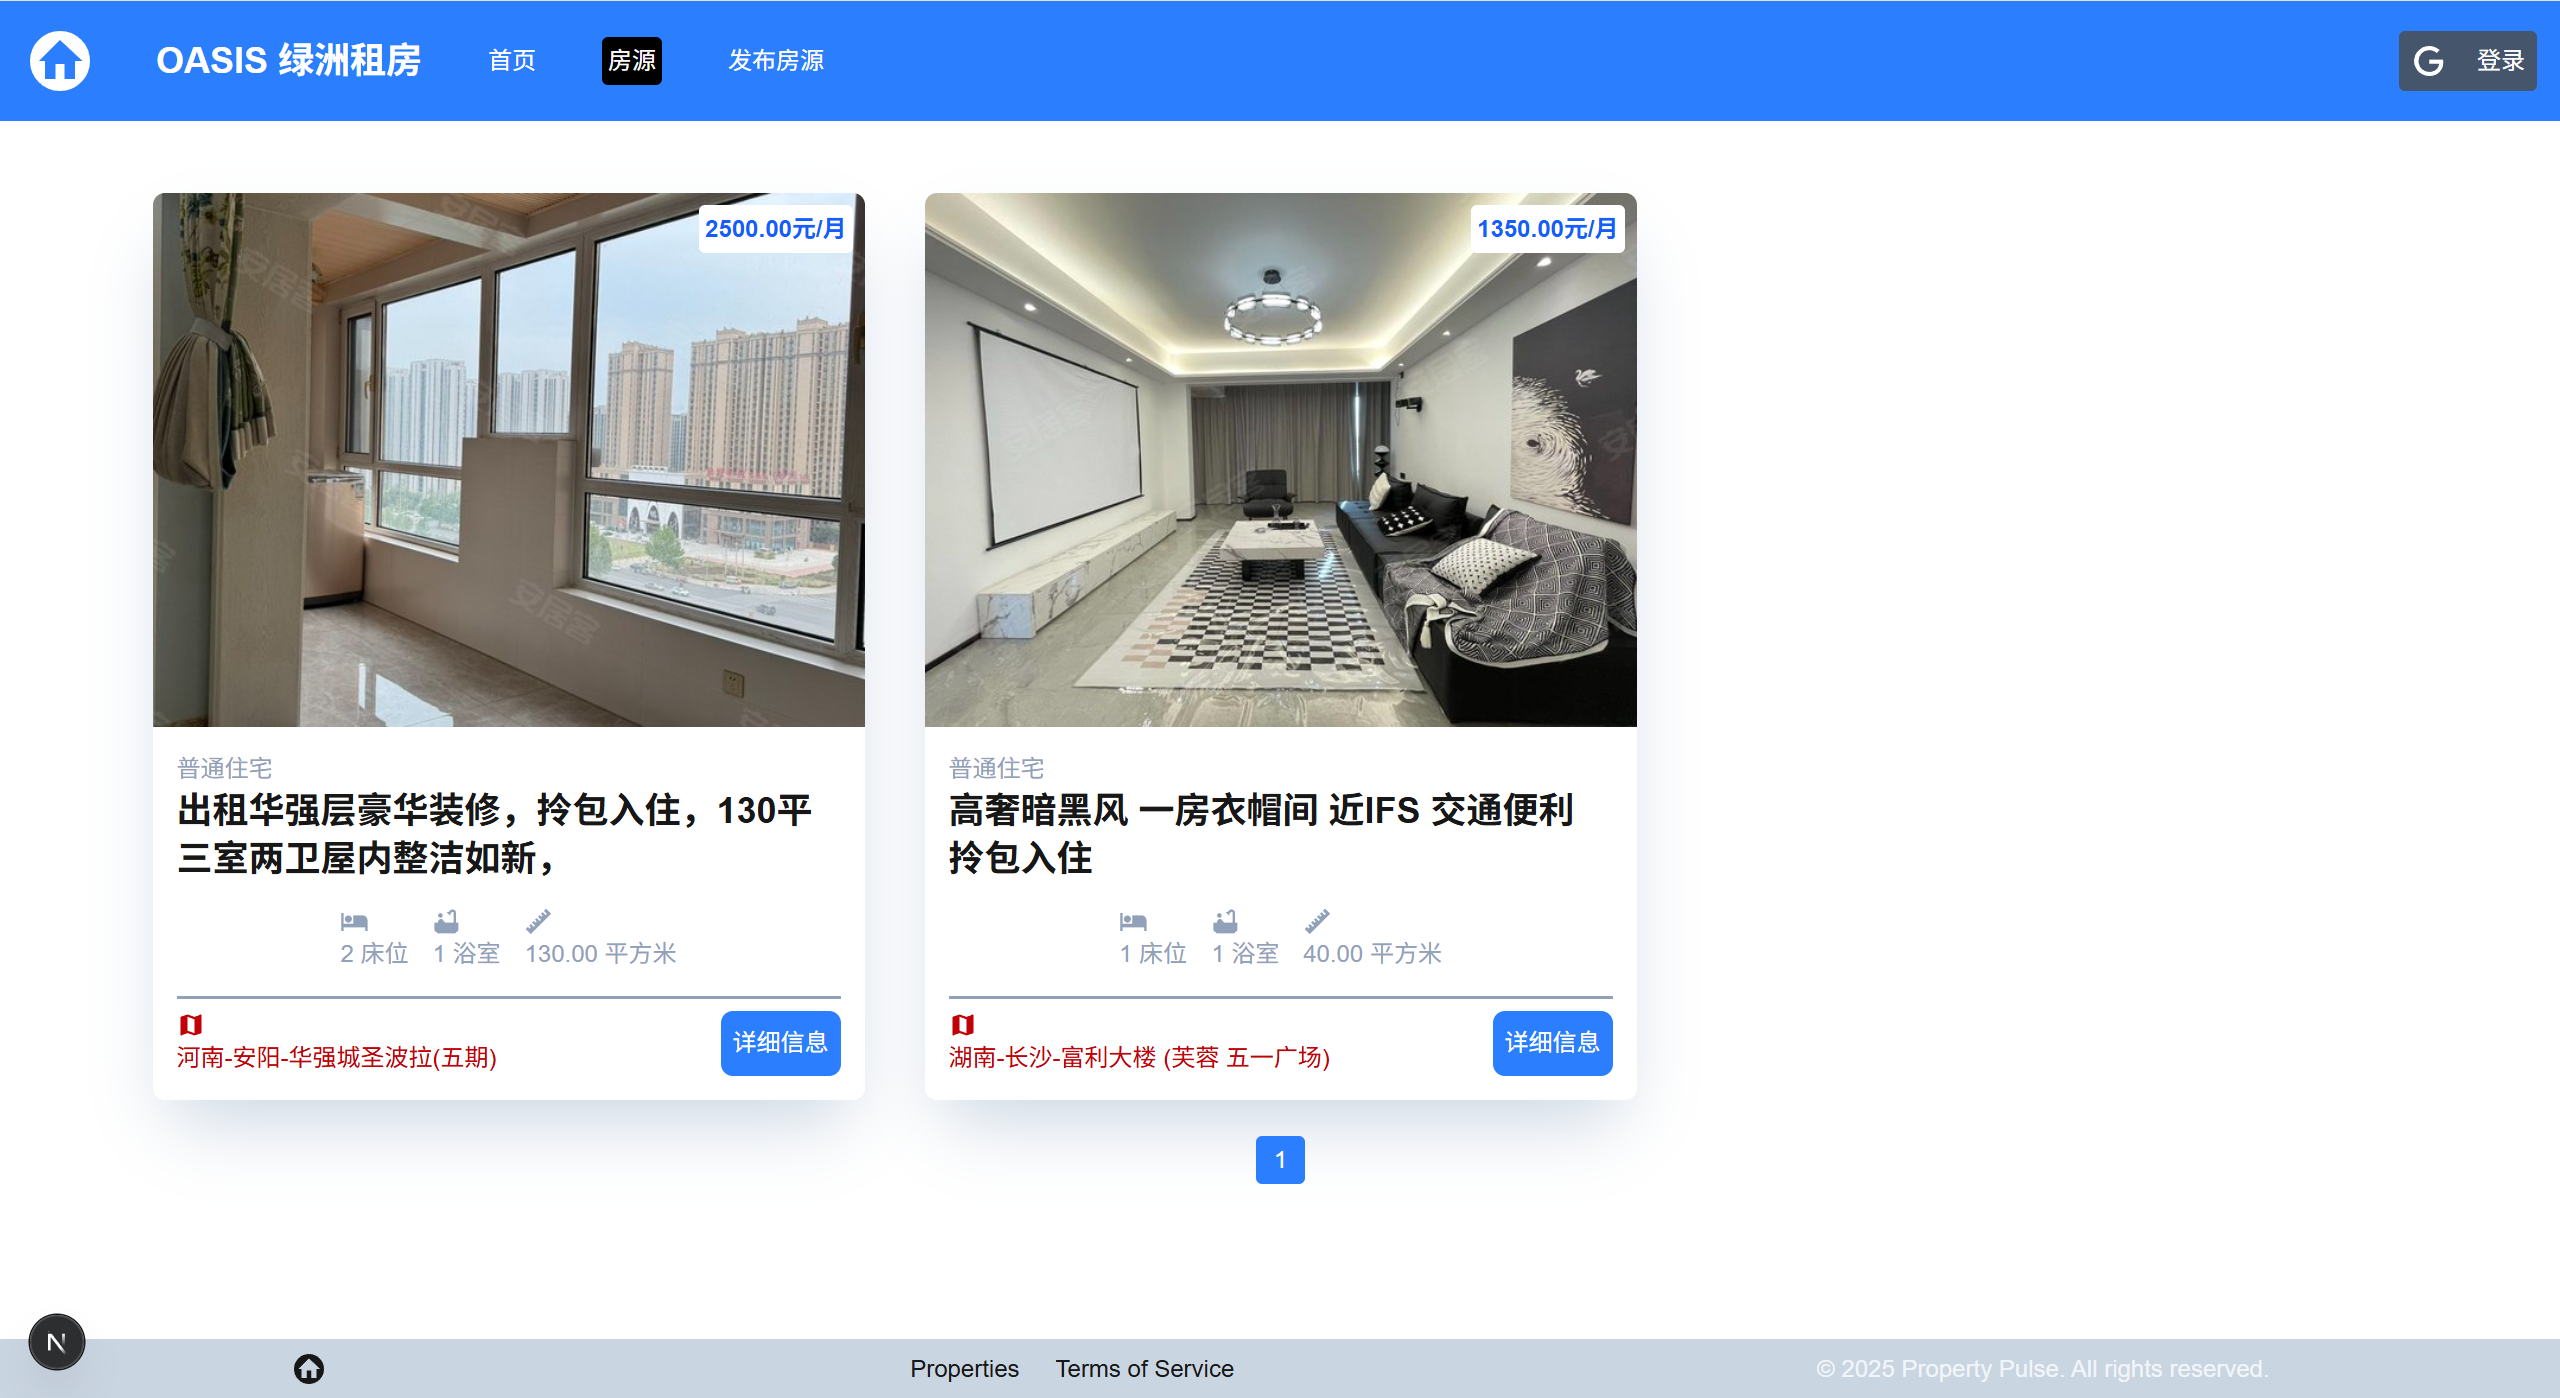 OASIS 绿洲租房
首页
房源
发布房源
登录
2500.00元/月
安居客
普通住宅
出租华强层豪华装修，拎包入住，130平
三室两卫屋内整洁如新，
2 床位
1 浴室
130.00 平方米
河南-安阳-华强城圣波拉(五期)
详细信息
1350.00元/月
普通住宅
高奢暗黑风 一房衣帽间 近IFS 交通便利
拎包入住
1 床位
1 浴室
40.00 平方米
湖南-长沙-富利大楼 (芙蓉 五一广场)
详细信息
1
N
Properties
Terms of Service
© 2025 Property Pulse. All rights reserved.